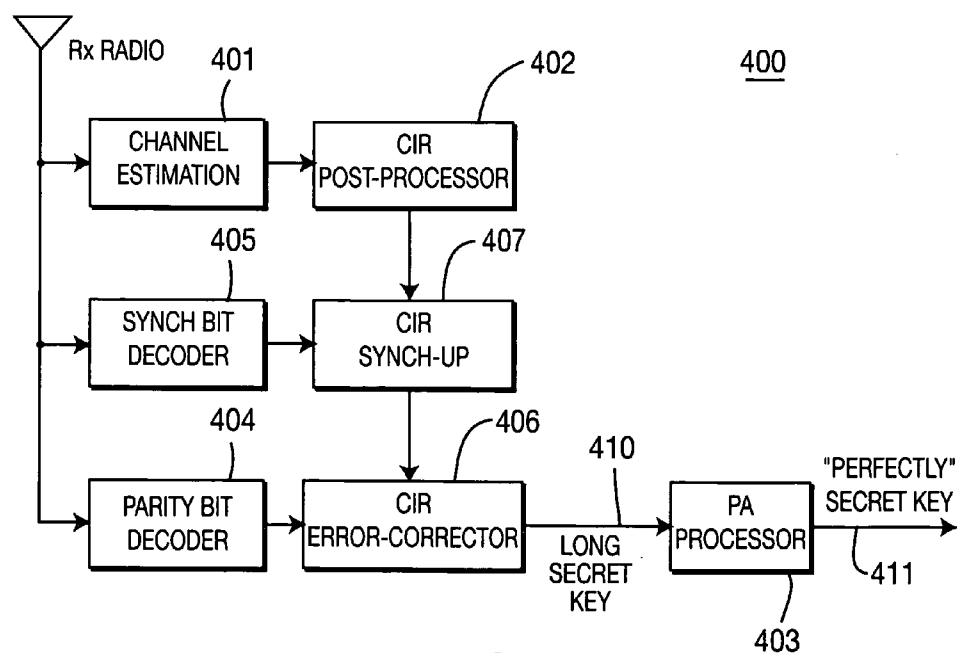 Rx RADIO
401
402
400
CHANNEL
ESTIMATION
CIR
POST-PROCESSOR
405
407
SYNCH BIT
DECODER
CIR
SYNCH-UP
404
406
410
PARITY BIT
DECODER
CIR
ERROR-CORRECTOR
LONG
SECRET
KEY
PA
PROCESSOR
"PERFECTLY"
SECRET KEY
411
403